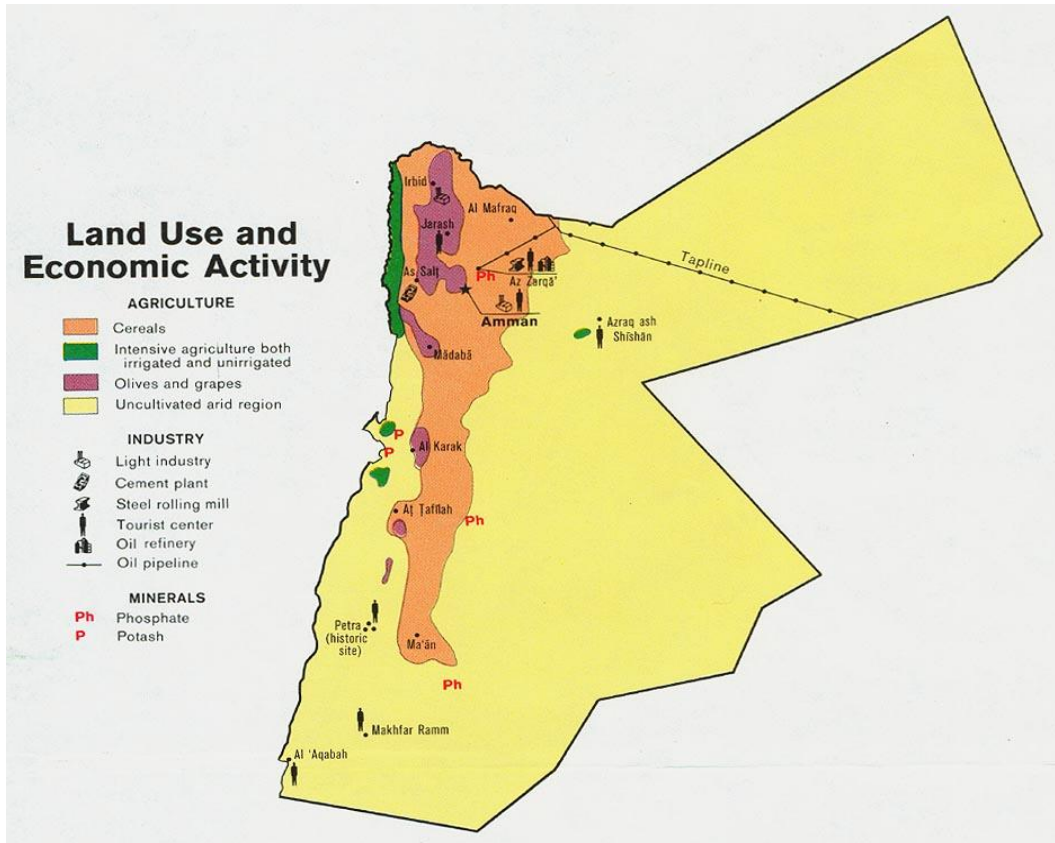 Land Use and
Economic Activity
AGRICULTURE
Cereals
Intensive agriculture both
irrigated and unirrigated
Olives and grapes
Uncultivated arid region
INDUSTRY
Light industry
Cement plant
Steel rolling mill
Tourist center
Oil refinery
Oil pipeline
MINERALS
Ph Phosphate
P Potash
Irbid
Al Mafraq
Jarash
As Salţ
Ph
Az Zarqā'
Tapline
Amman
Azraq ash
Shīshān
Mādabā
P
P
Al Karak
Aţ Ţafīlah
Ph
Petra
(historic
site)
Ma'ān
Ph
Makhfar Ramm
Al 'Aqabah